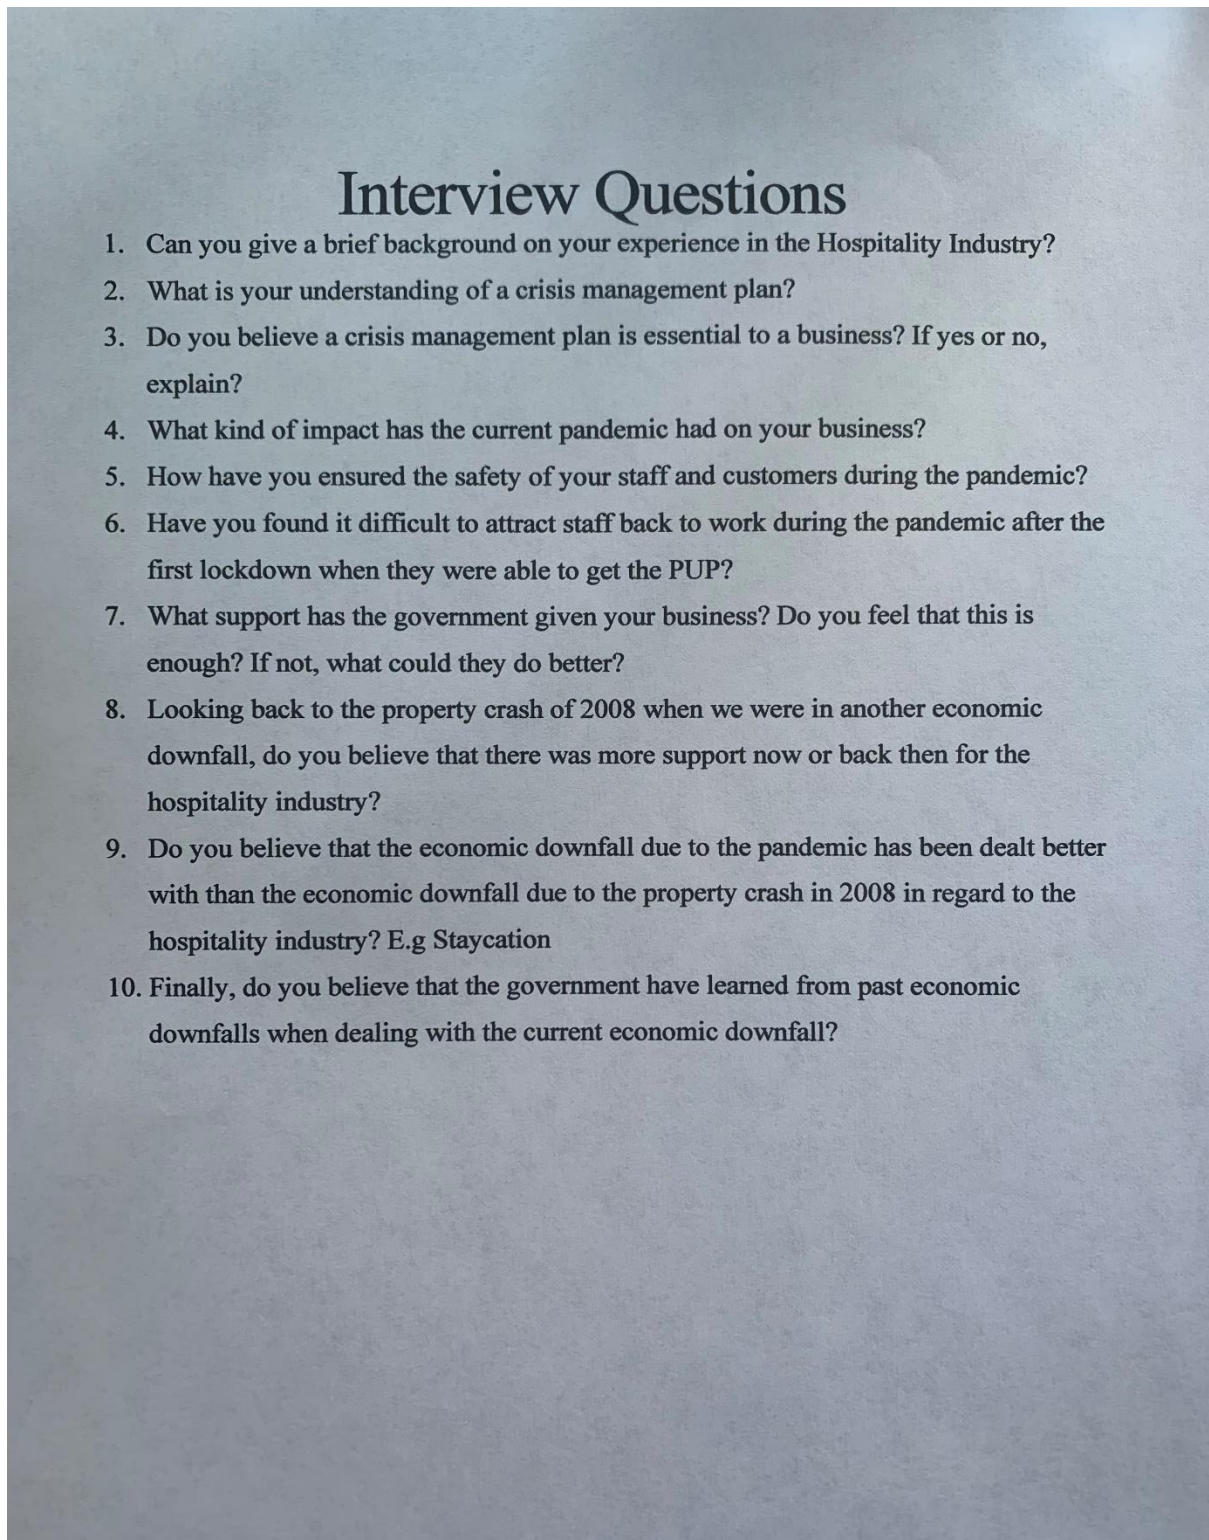 Interview Questions
1. Can you give a brief background on your experience in the Hospitality Industry?
2. What is your understanding of a crisis management plan?
3. Do you believe a crisis management plan is essential to a business? If yes or no,
explain?
4. What kind of impact has the current pandemic had on your business?
5. How have you ensured the safety of your staff and customers during the pandemic?
6. Have you found it difficult to attract staff back to work during the pandemic after the
first lockdown when they were able to get the PUP?
7. What support has the government given your business? Do you feel that this is
enough? If not, what could they do better?
8. Looking back to the property crash of 2008 when we were in another economic
downfall, do you believe that there was more support now or back then for the
hospitality industry?
9. Do you believe that the economic downfall due to the pandemic has been dealt better
with than the economic downfall due to the property crash in 2008 in regard to the
hospitality industry? E.g Staycation
10. Finally, do you believe that the government have learned from past economic
downfalls when dealing with the current economic downfall?